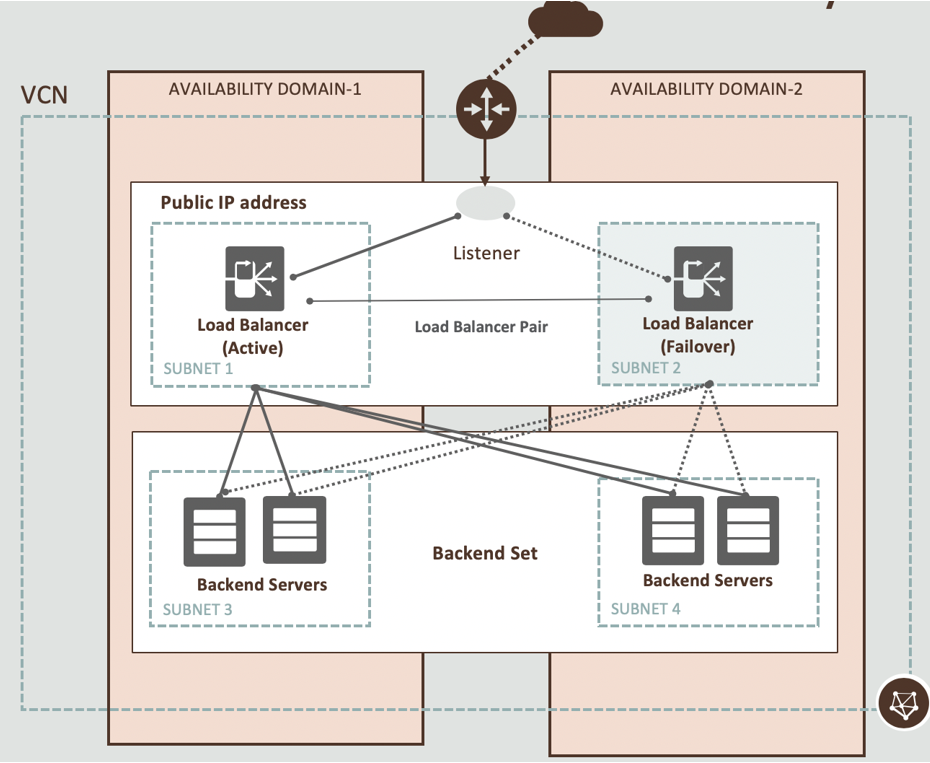 VCN
AVAILABILITY DOMAIN-1
AVAILABILITY DOMAIN-2
Public IP address
Listener
Load Balancer
(Active)
SUBNET 1
Load Balancer Pair
Load Balancer
(Failover)
SUBNET 2
Backend Servers
SUBNET 3
Backend Set
Backend Servers
SUBNET 4